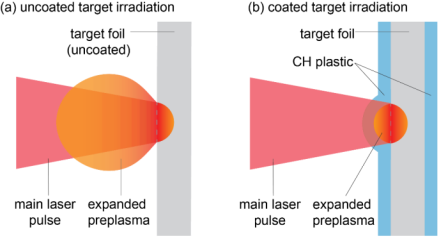 (a) uncoated target irradiation
target foil
(uncoated)
main laser
pulse
expanded
preplasma
(b) coated target irradiation
target foil
CH plastic
main laser
pulse
expanded
preplasma